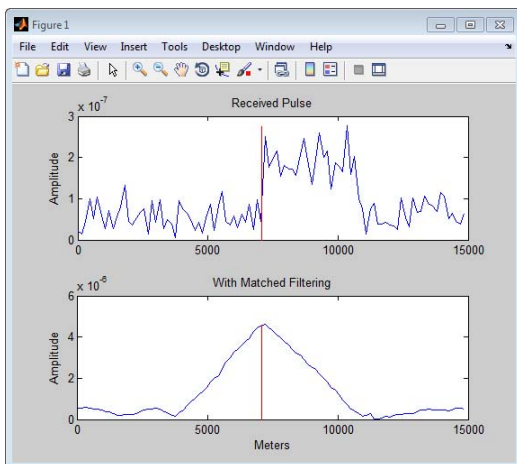 Figure 1
File Edit View Insert Tools Desktop Window Help
Received Pulse
x 10^-7
3
2
1
0
Amplitude
0 5000 10000 15000
With Matched Filtering
x 10^-6
6
4
2
0
Amplitude
0 5000 10000 15000
Meters